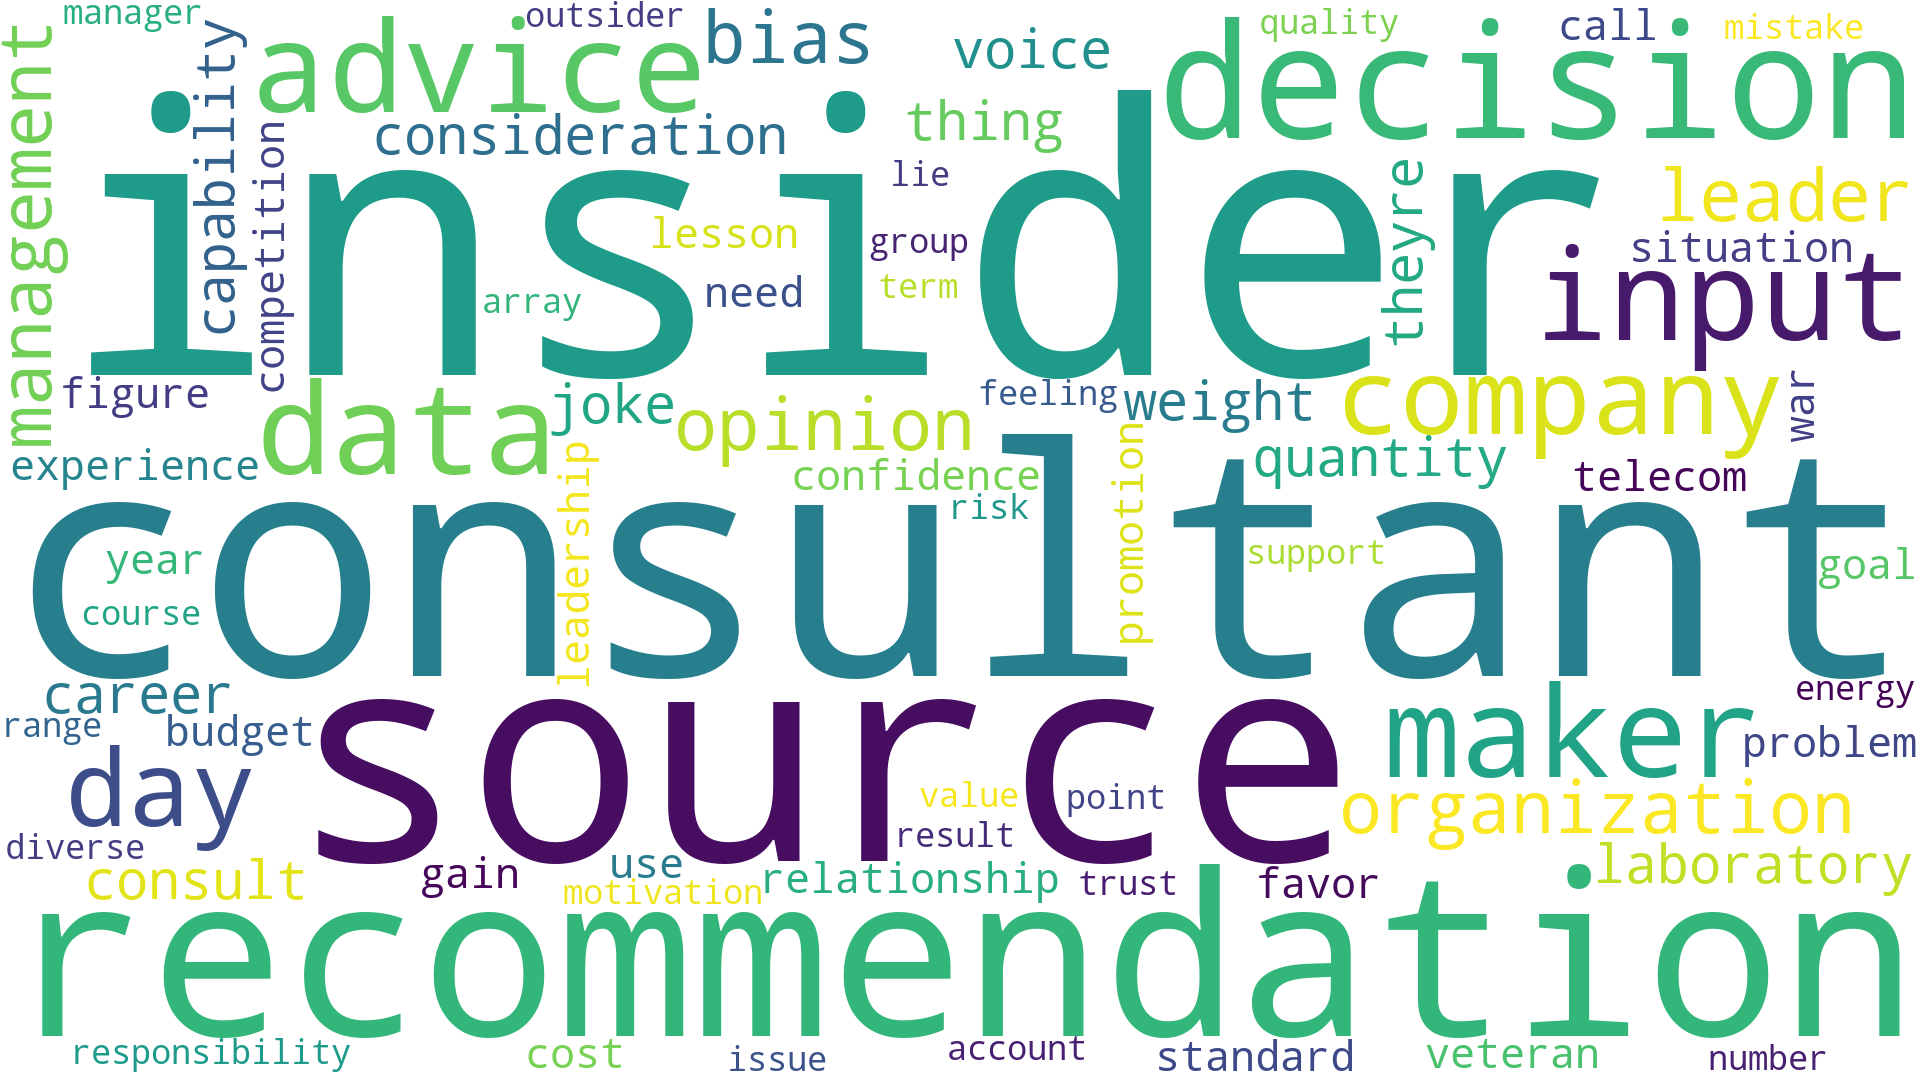 manager
outsider
quality
call
mistake
advice
bias
voice
decision
management
capability
competition
consideration
thing
theyre
leader
lie
insider
lesson
group
situation
term
need
array
input
figure
data
joke
opinion
feeling
weight
company
war
experience
leadership
confidence
promotion
quantity
telecom
risk
consultant
year
support
goal
course
career
energy
range
budget
source
maker
problem
day
value
point
organization
diverse
result
consult
gain
use
motivation
relationship
trust
favor
laboratory
recommendation
responsibility
cost
issue
account
standard
veteran
number